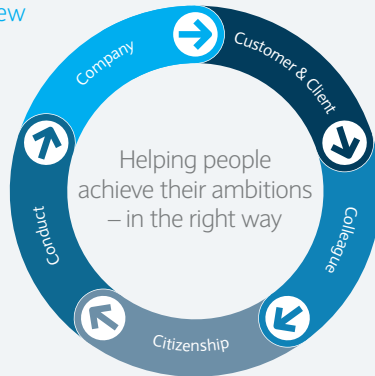 ew
Company
Customer & Client
Helping people
achieve their ambitions
– in the right way
Colleague
Conduct
Citizenship